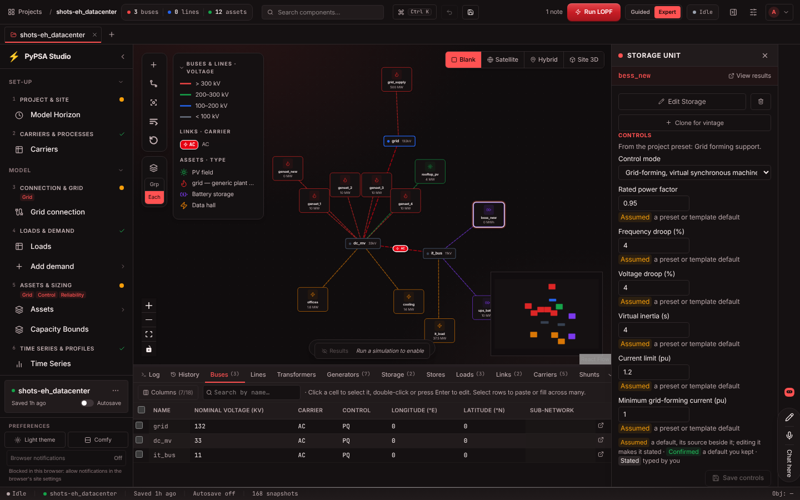 Projects / shots-eh_datacenter
3 buses 0 lines 12 assets
Search components...
Ctrl K
1 note
Run LOPF
Guided Expert
Idle
A
shots-eh_datacenter
PyPSA Studio
SET-UP
1 PROJECT & SITE
Model Horizon
2 CARRIERS & PROCESSES
Carriers
MODEL
3 CONNECTION & GRID
Grid
Grid connection
4 LOADS & DEMAND
Loads
Add demand
5 ASSETS & SIZING
Grid Control Reliability
Assets 7
Capacity Bounds
6 TIME SERIES & PROFILES
Time Series
shots-eh_datacenter
Saved 1h ago Autosave
PREFERENCES
Light theme Comfy
Browser notifications Off
Blocked in this browser: allow notifications in the browser's site settings
Grp
Each
BUSES & LINES · VOLTAGE
> 300 kV
200–300 kV
100–200 kV
< 100 kV
LINKS · CARRIER
AC AC
ASSETS · TYPE
PV field
grid — generic plant ...
Battery storage
Data hall
Blank Satellite Hybrid Site 3D
grid_supply
grid
genset_new
rooftop_pv
bess_new
dc_mv
AC
it_bus
offices
cooling
it_load
Results Run a simulation to enable
Log History Buses (3) Lines Transformers Generators (7) Storage (2) Stores Loads (3) Links (2) Carriers (5) Shunts
Columns (7/10) Search by name... · Click a cell to select it, double-click or press Enter to edit. Select rows to paste or fill across many.
NAME NOMINAL VOLTAGE (KV) CARRIER CONTROL LONGITUDE (°E) LATITUDE (°N) SUB-NETWORK
grid 132 AC PQ 0 0
dc_mv 33 AC PQ 0 0
it_bus 11 AC PQ 0 0
STORAGE UNIT
bess_new View results
Edit Storage
Clone for vintage
CONTROLS
From the project preset: Grid forming support.
Control mode
Grid-forming, virtual synchronous machine
Rated power factor
0.95
Assumed a preset or template default
Frequency droop (%)
4
Assumed a preset or template default
Voltage droop (%)
4
Assumed a preset or template default
Virtual inertia (s)
4
Assumed a preset or template default
Current limit (pu)
1.2
Assumed a preset or template default
Minimum grid-forming current (pu)
1
Assumed a default, its source beside it; editing it makes it stated · Confirmed a default you kept · Stated typed by you
Save controls
Chat here
Idle · shots-eh_datacenter · Saved 1h ago · Autosave off · 168 snapshots
Obj: —